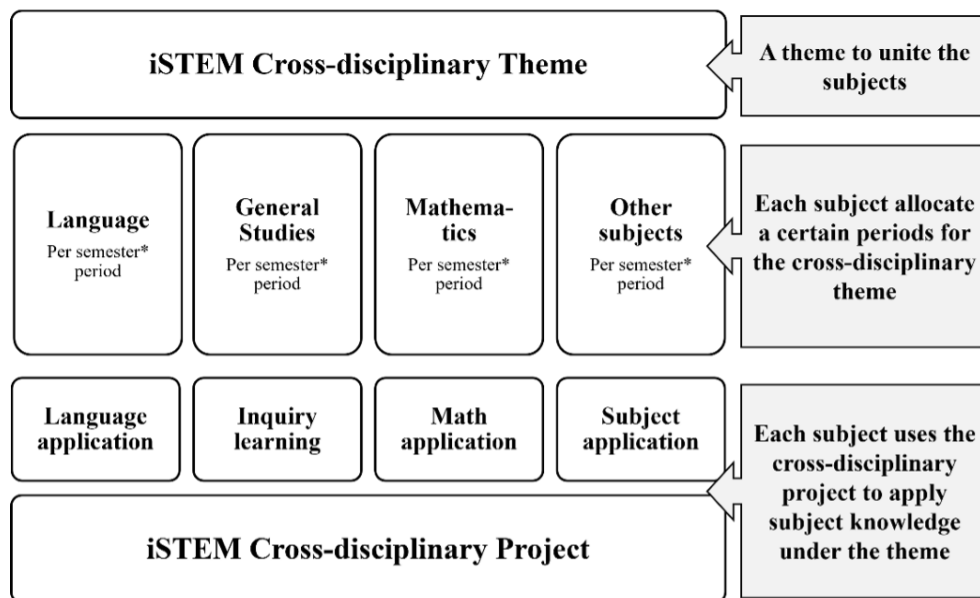 iSTEM Cross-disciplinary Theme
A theme to unite the
subjects
Language
Per semester*
period
General
Studies
Per semester*
period
Mathema-
tics
Per semester*
period
Other
subjects
Per semester*
period
Each subject allocate
a certain periods for
the cross-disciplinary
theme
Language
application
Inquiry
learning
Math
application
Subject
application
Each subject uses the
cross-disciplinary
project to apply
subject knowledge
under the theme
iSTEM Cross-disciplinary Project